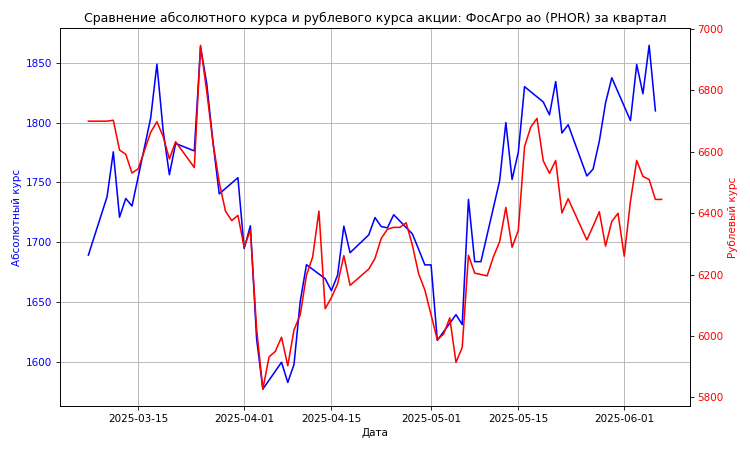 Сравнение абсолютного курса и рублевого курса акции: ФосАгро ао (PHOR) за квартал
7000
1850
6800
1800
6600
1750
6400
Абсолютный курс
Рублевый курс
1700
6200
1650
6000
1600
5800
2025-03-15 2025-04-01 2025-04-15 2025-05-01 2025-05-15 2025-06-01
Дата